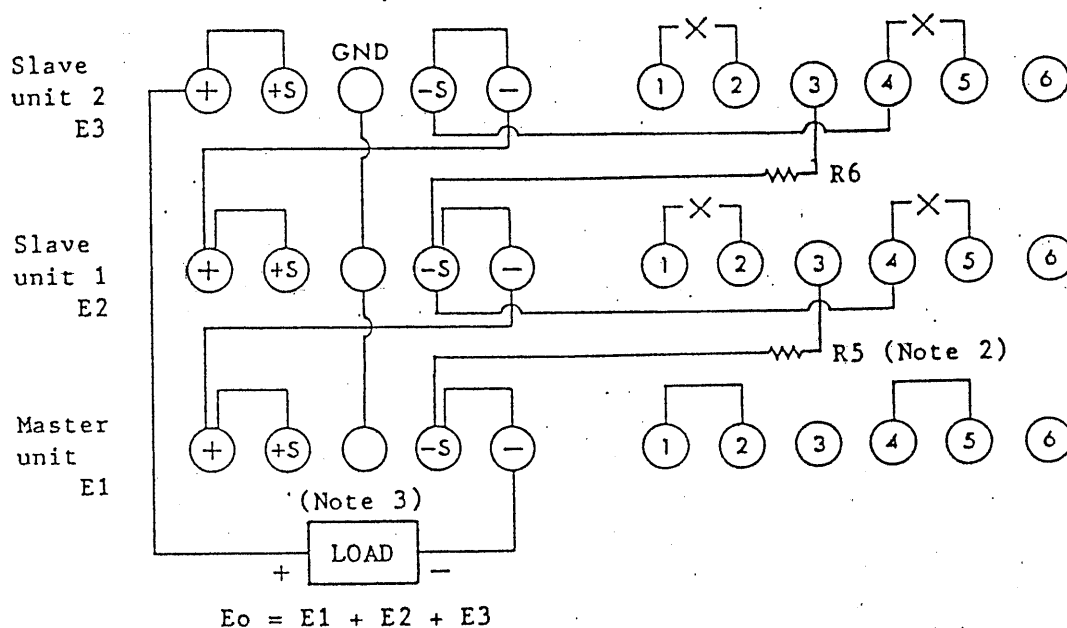 GND
Slave
unit 2
E3
+ +S -S - 1 2 3 4 5 6
R6
Slave
unit 1
E2
+ +S -S - 1 2 3 4 5 6
R5 (Note 2)
Master
unit
E1
+ +S -S - 1 2 3 4 5 6
(Note 3)
+ LOAD -
Eo = E1 + E2 + E3